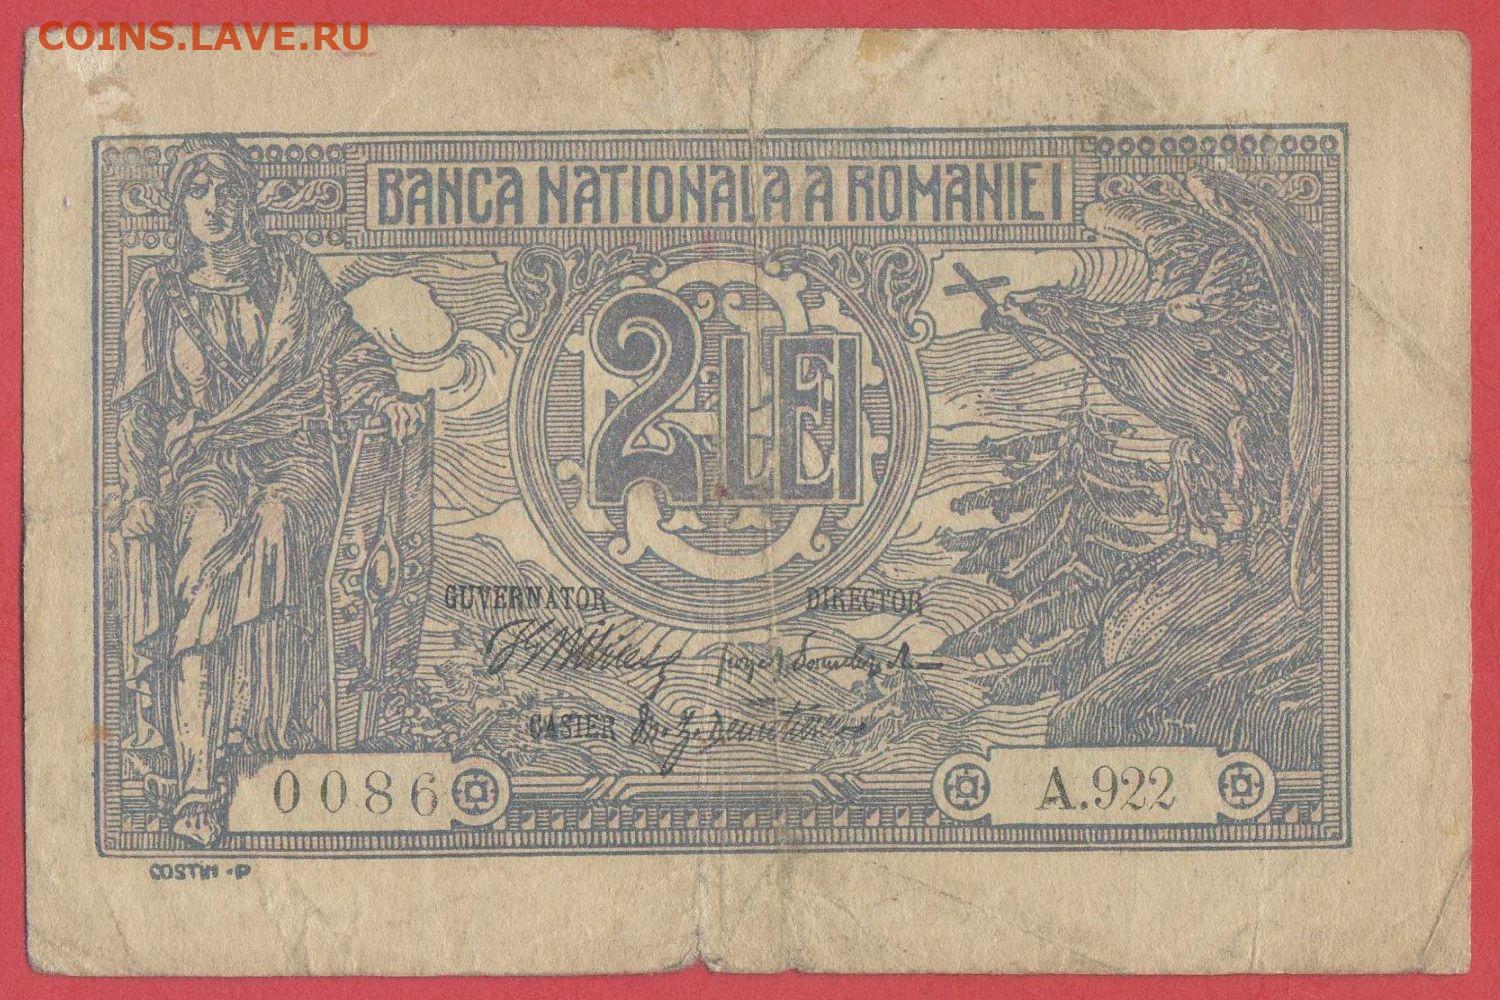 COINS.LAVE.RU
BANCA NATIONALA A ROMANIEI
2 LEI
GUVERNATOR DIRECTOR
CASIER
0086 A.922
COSTIN·P